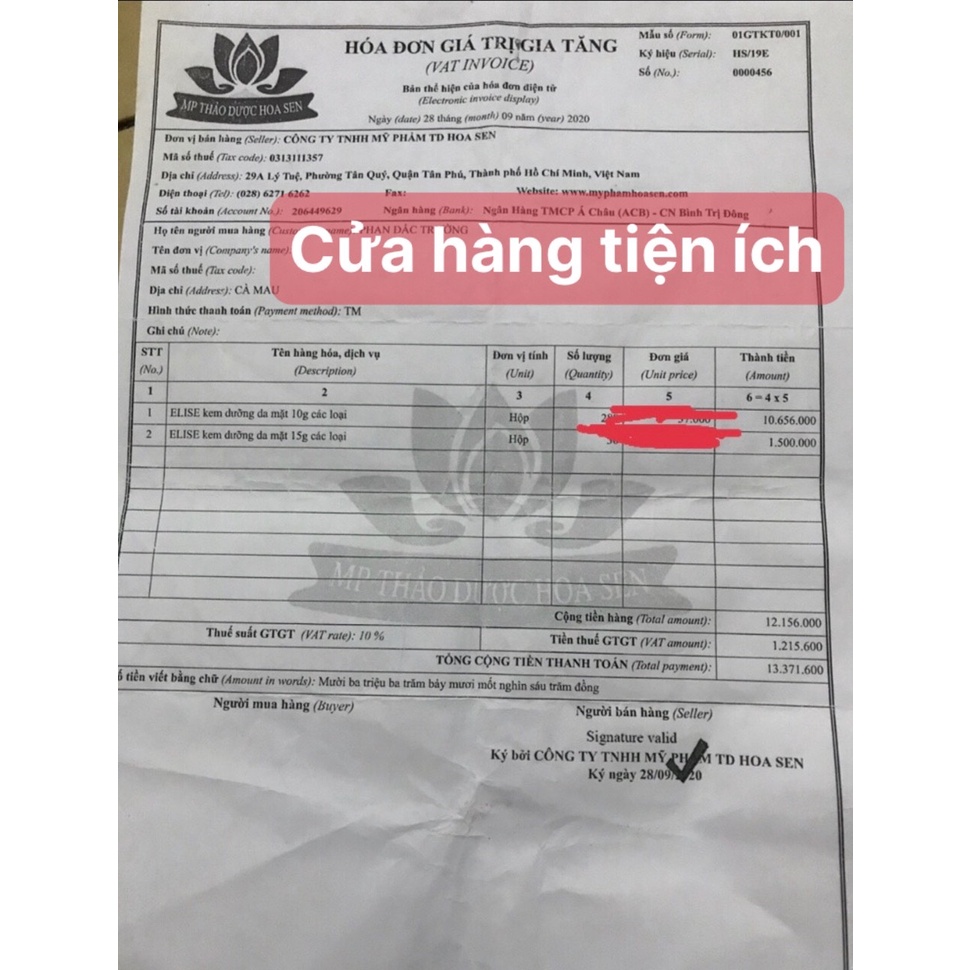 MP THẢO DƯỢC HOA SEN
HÓA ĐƠN GIÁ TRỊ GIA TĂNG
(VAT INVOICE)
Bản thể hiện của hóa đơn điện tử
(Electronic invoice display)
Ngày (date) 28 tháng (month) 09 năm (year) 2020
Mẫu số (Form): 01GTKT0/001
Ký hiệu (Serial): HS/19E
Số (No.): 0000456
Đơn vị bán hàng (Seller): CÔNG TY TNHH MỸ PHẨM TD HOA SEN
Mã số thuế (Tax code): 0313111357
Địa chỉ (Address): 29A Lý Tuệ, Phường Tân Quý, Quận Tân Phú, Thành phố Hồ Chí Minh, Việt Nam
Điện thoại (Tel): (028) 6271 6262 Fax: Website: www.myphamhoasen.com
Số tài khoản (Account No.): 206449629 Ngân hàng (Bank): Ngân Hàng TMCP Á Châu (ACB) - CN Bình Trị Đông
Họ tên người mua hàng PHAN ĐẮC
Cửa hàng tiện ích
Tên đơn vị (Company's name):
Mã số thuế (Tax code):
Địa chỉ (Address): CÀ MAU
Hình thức thanh toán (Payment method): TM
Ghi chú (Note):
STT (No.) Tên hàng hóa, dịch vụ (Description) Đơn vị tính (Unit) Số lượng (Quantity) Đơn giá (Unit price) Thành tiền (Amount)
1 2 3 4 5 6 = 4 x 5
1 ELISE kem dưỡng da mặt 10g các loại Hộp 10.656.000
2 ELISE kem dưỡng da mặt 15g các loại Hộp 1.500.000
MP THẢO DƯỢC HOA SEN
Cộng tiền hàng (Total amount): 12.156.000
Thuế suất GTGT (VAT rate): 10 % Tiền thuế GTGT (VAT amount): 1.215.600
TỔNG CỘNG TIỀN THANH TOÁN (Total payment): 13.371.600
ố tiền viết bằng chữ (Amount in words): Mười ba triệu ba trăm bảy mươi mốt nghìn sáu trăm đồng
Người mua hàng (Buyer) Người bán hàng (Seller)
Signature valid
Ký bởi CÔNG TY TNHH MỸ PHẨM TD HOA SEN
Ký ngày 28/09/2020